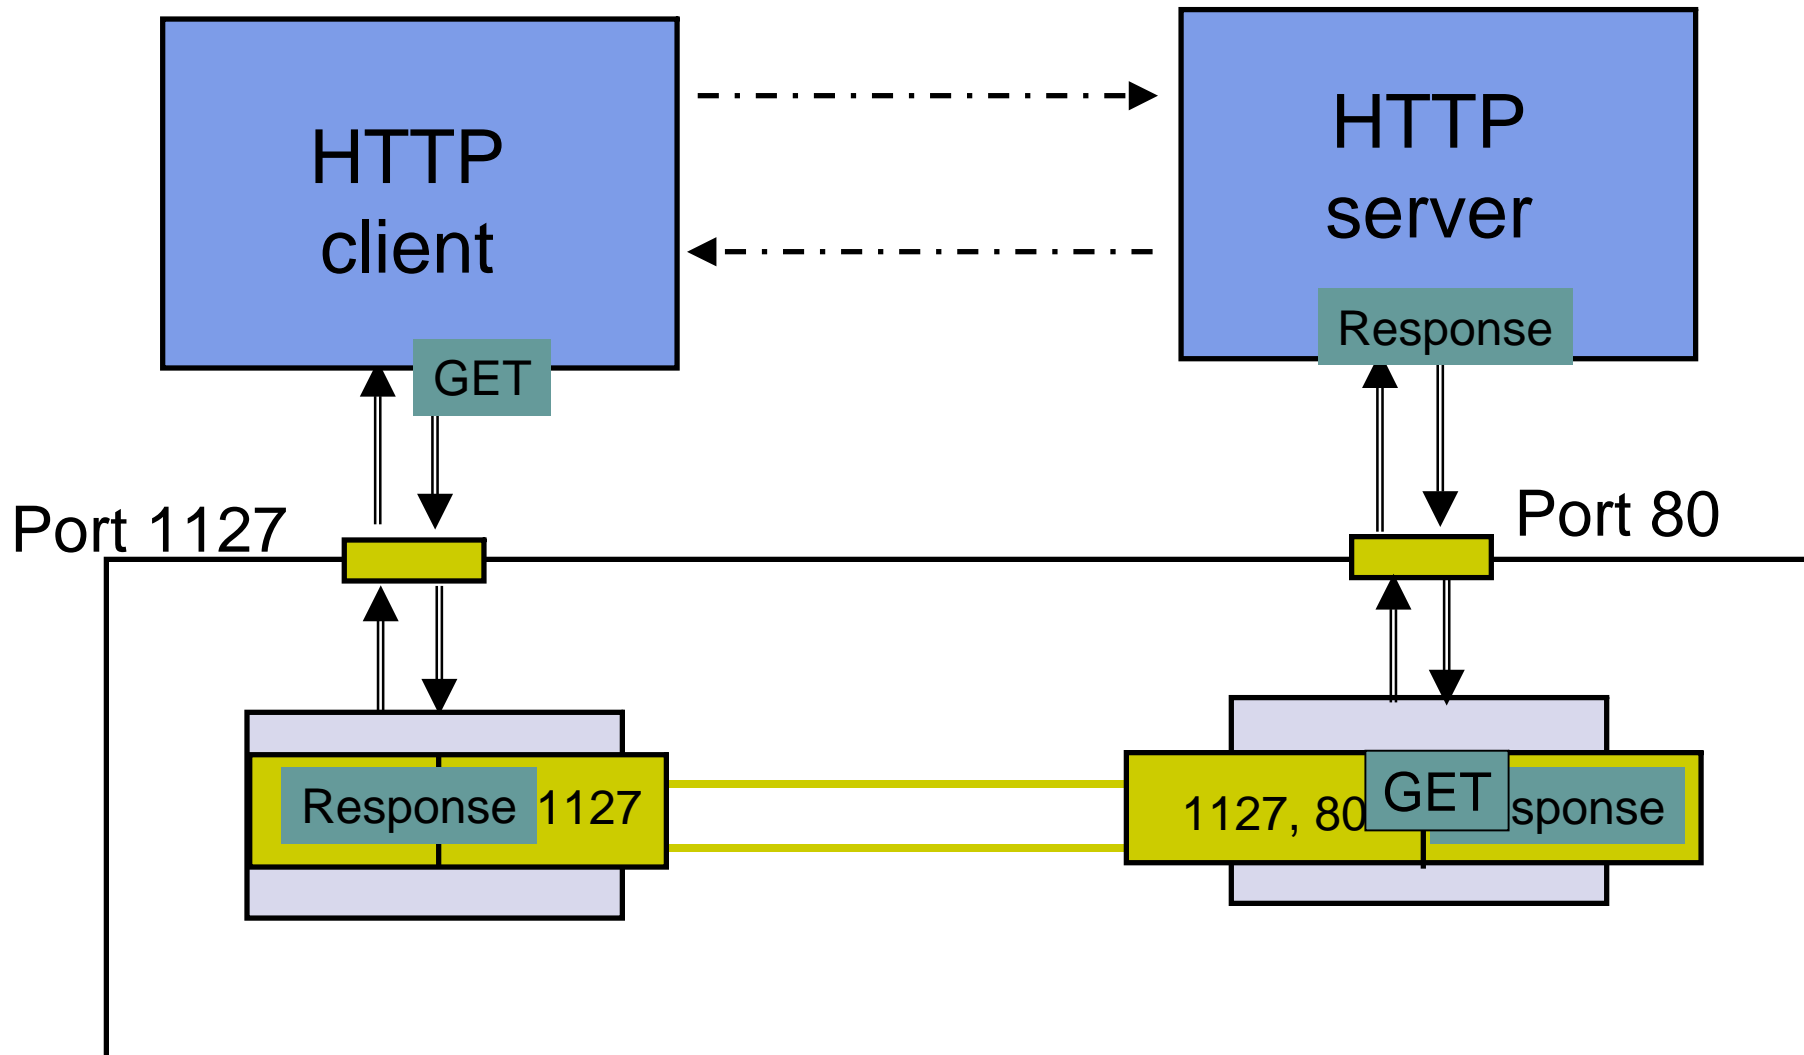 HTTP
client
HTTP
server
Response
GET
Port 1127
Port 80
Response 1127
1127, 80 GET sponse